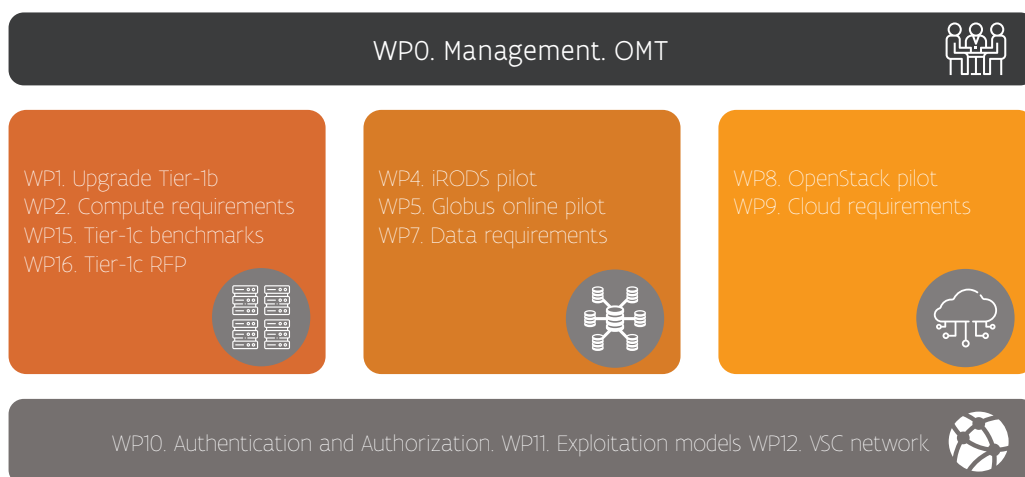 WP0. Management. OMT
WP1. Upgrade Tier-1b
WP2. Compute requirements
WP15. Tier-1c benchmarks
WP16. Tier-1c RFP
WP4. iRODS pilot
WP5. Globus online pilot
WP7. Data requirements
WP8. OpenStack pilot
WP9. Cloud requirements
WP10. Authentication and Authorization. WP11. Exploitation models WP12. VSC network